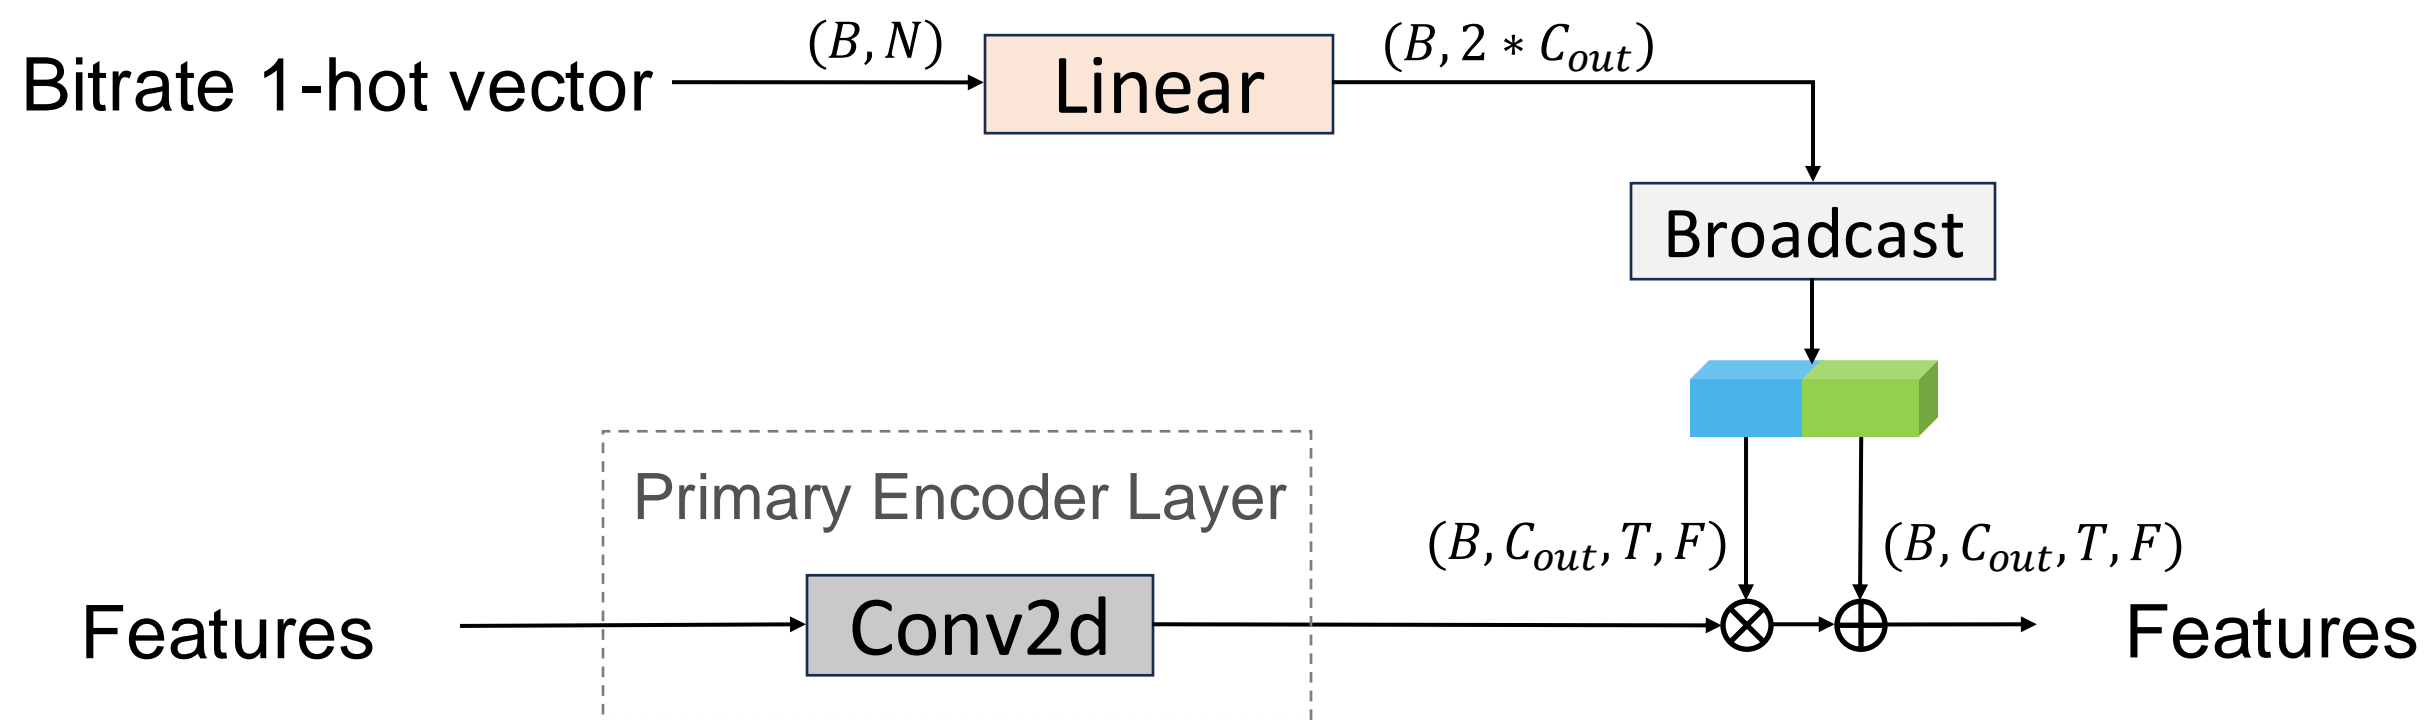 (B, N)
(B, 2 * C_out)
Bitrate 1-hot vector
Linear
Broadcast
Primary Encoder Layer
(B, C_out, T, F)
(B, C_out, T, F)
Features
Conv2d
Features